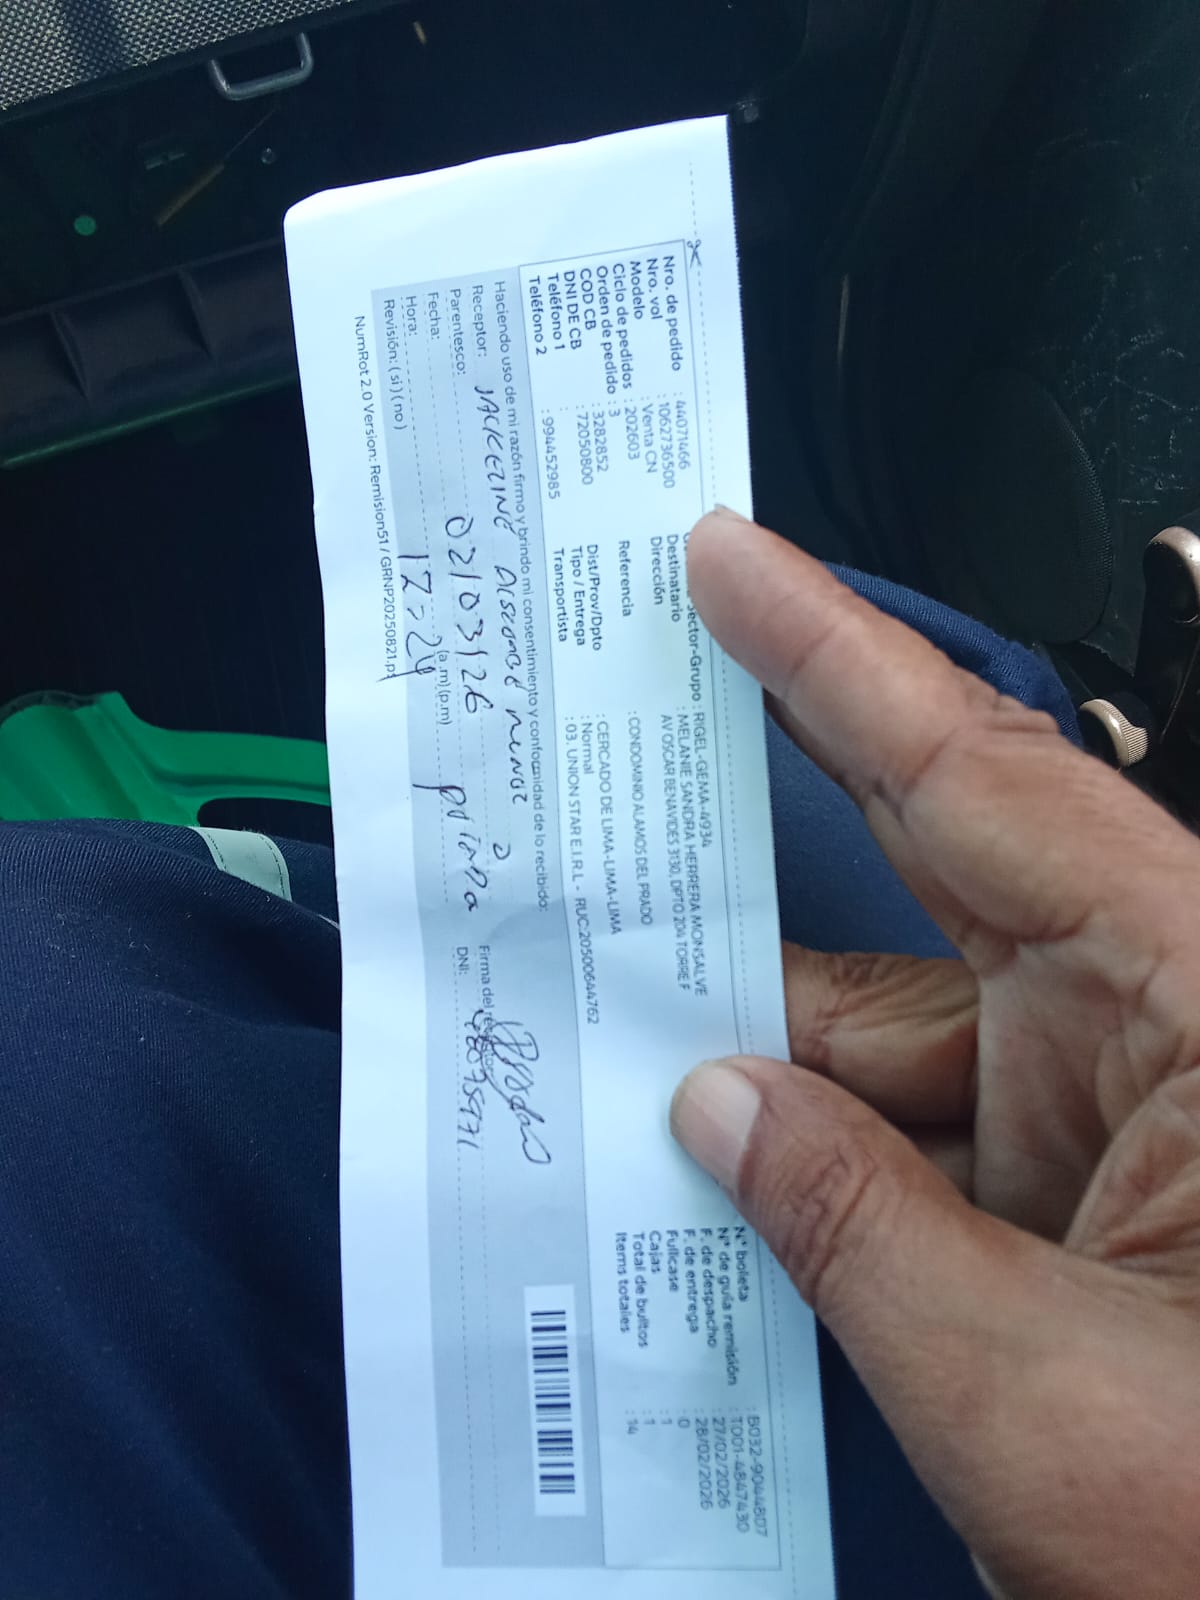 Nro. de pedido : 44071466
Nro. vol : 1062736500
Modelo : Venta CN
Ciclo de pedidos : 202603
Orden de pedido : 3
COD CB : 3282852
DNI DE CB : 72050800
Teléfono 1 :
Teléfono 2 : 994452985
Sector-Grupo : RIGEL-GEMA-4934
Destinatario : MELANIE SANDRA HERRERA MONSALVE
Dirección AV OSCAR BENAVIDES 3130, DPTO 204 TORRE F
Referencia : CONDOMINIO ALAMOS DEL PRADO
Dist/Prov/Dpto : CERCADO DE LIMA-LIMA-LIMA
Tipo / Entrega : Normal
Transportista : 03. UNION STAR E.I.R.L - RUC:20500644762
N° boleta : B032-9044807
N° de guía remisión : T001-4847430
F. de despacho : 27/02/2026
F. de entrega : 28/02/2026
Fullcase : 0
Cajas : 1
Total de bultos : 1
Items totales : 14
Haciendo uso de mi razón firmo y brindo mi consentimiento y conformidad de lo recibido:
Receptor: JACKELINE
Parentesco:
Fecha: 02/03/26
Hora: (a.m)(p.m)
Revisión: ( si ) ( no )
Firma del receptor
DNI:
NumRot 2.0 Version: Remision51 / GRNP20250821.p